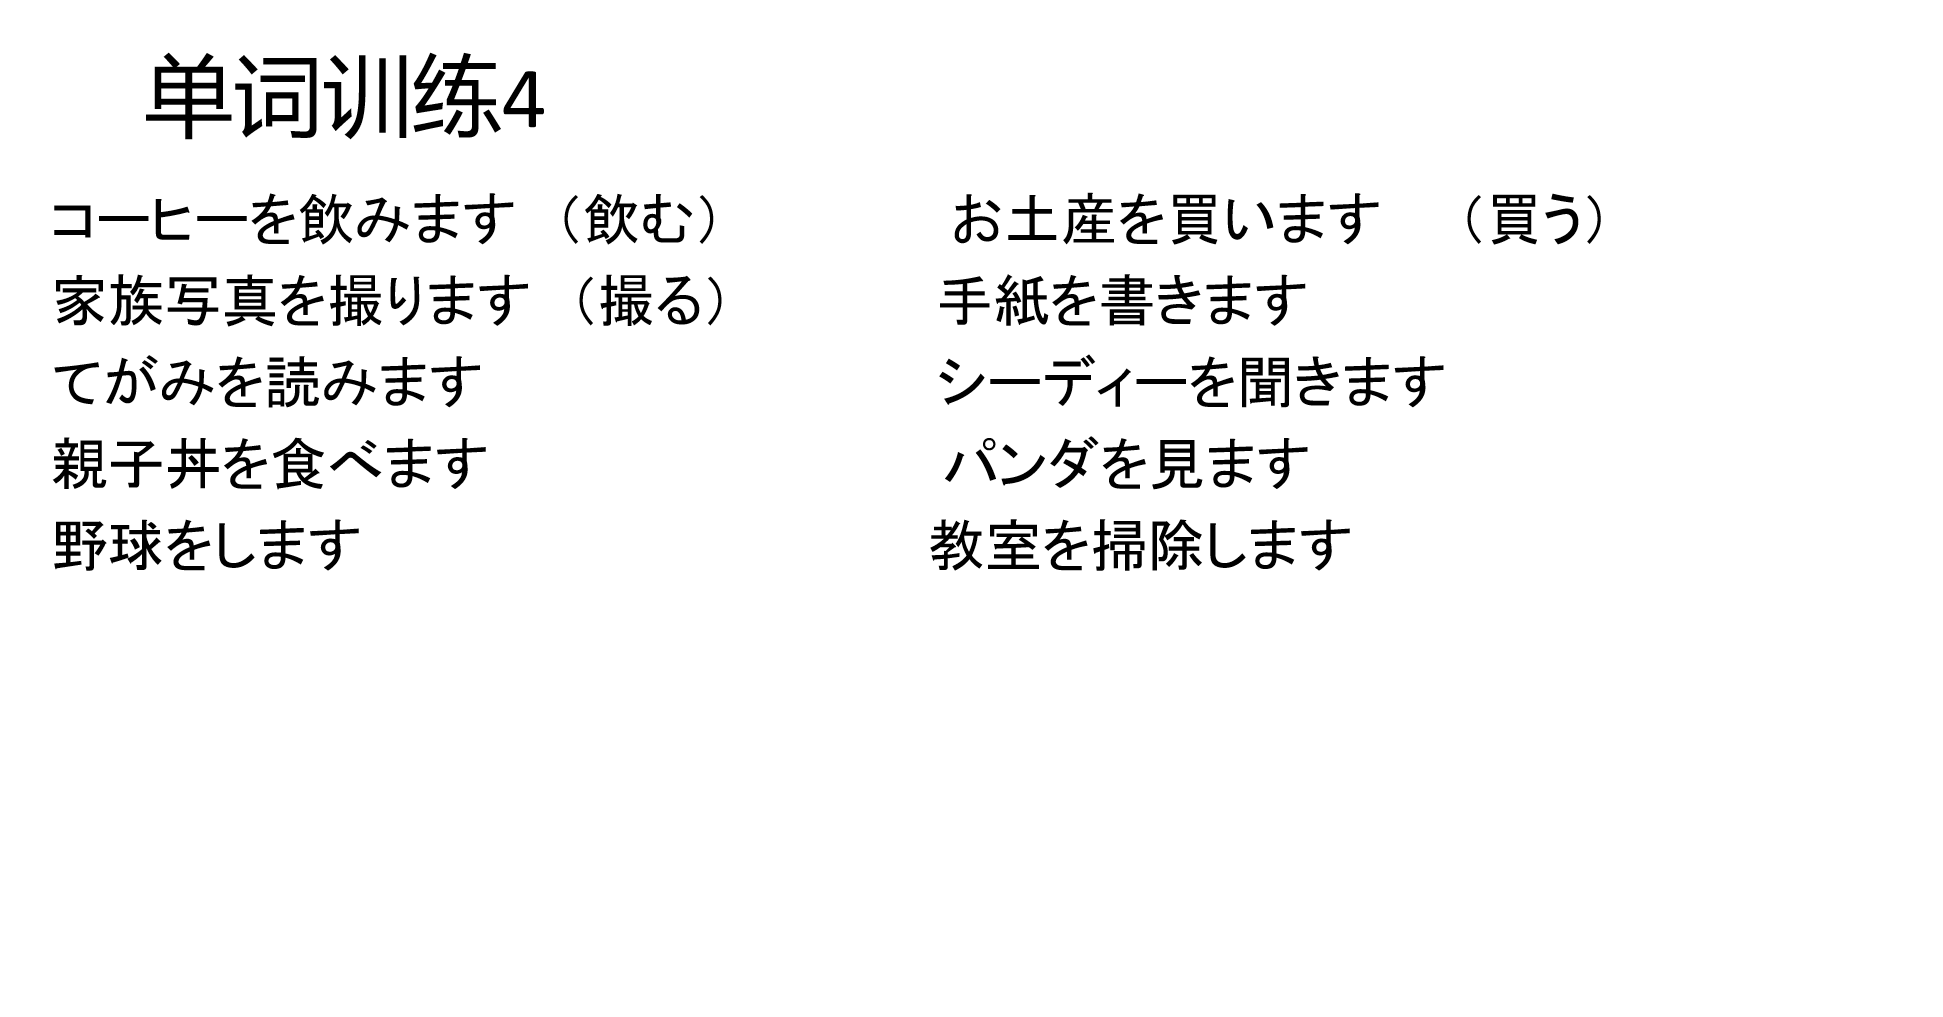 单词训练4
コーヒーを飲みます （飲む） お土産を買います （買う）
家族写真を撮ります （撮る） 手紙を書きます
てがみを読みます シーディーを聞きます
親子丼を食べます パンダを見ます
野球をします 教室を掃除します